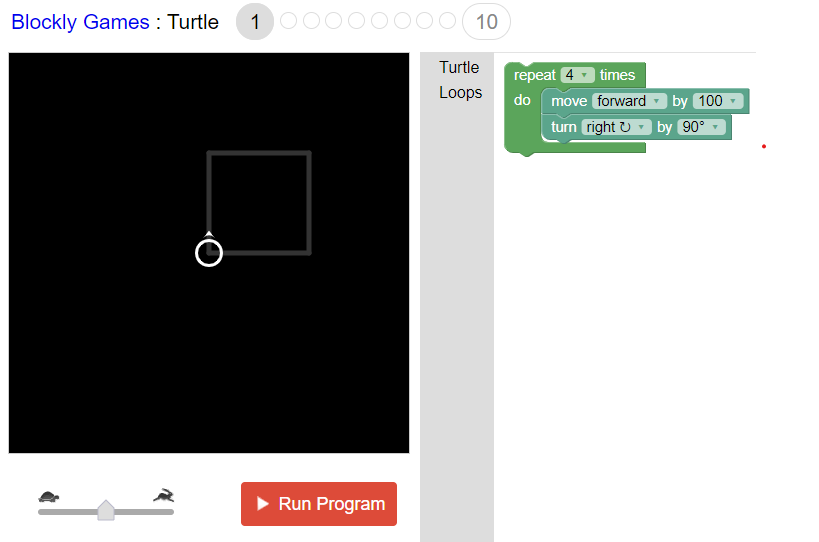 Blockly Games : Turtle 1 10
Turtle
Loops
repeat 4 times
do move forward by 100
turn right ↻ by 90°
Run Program